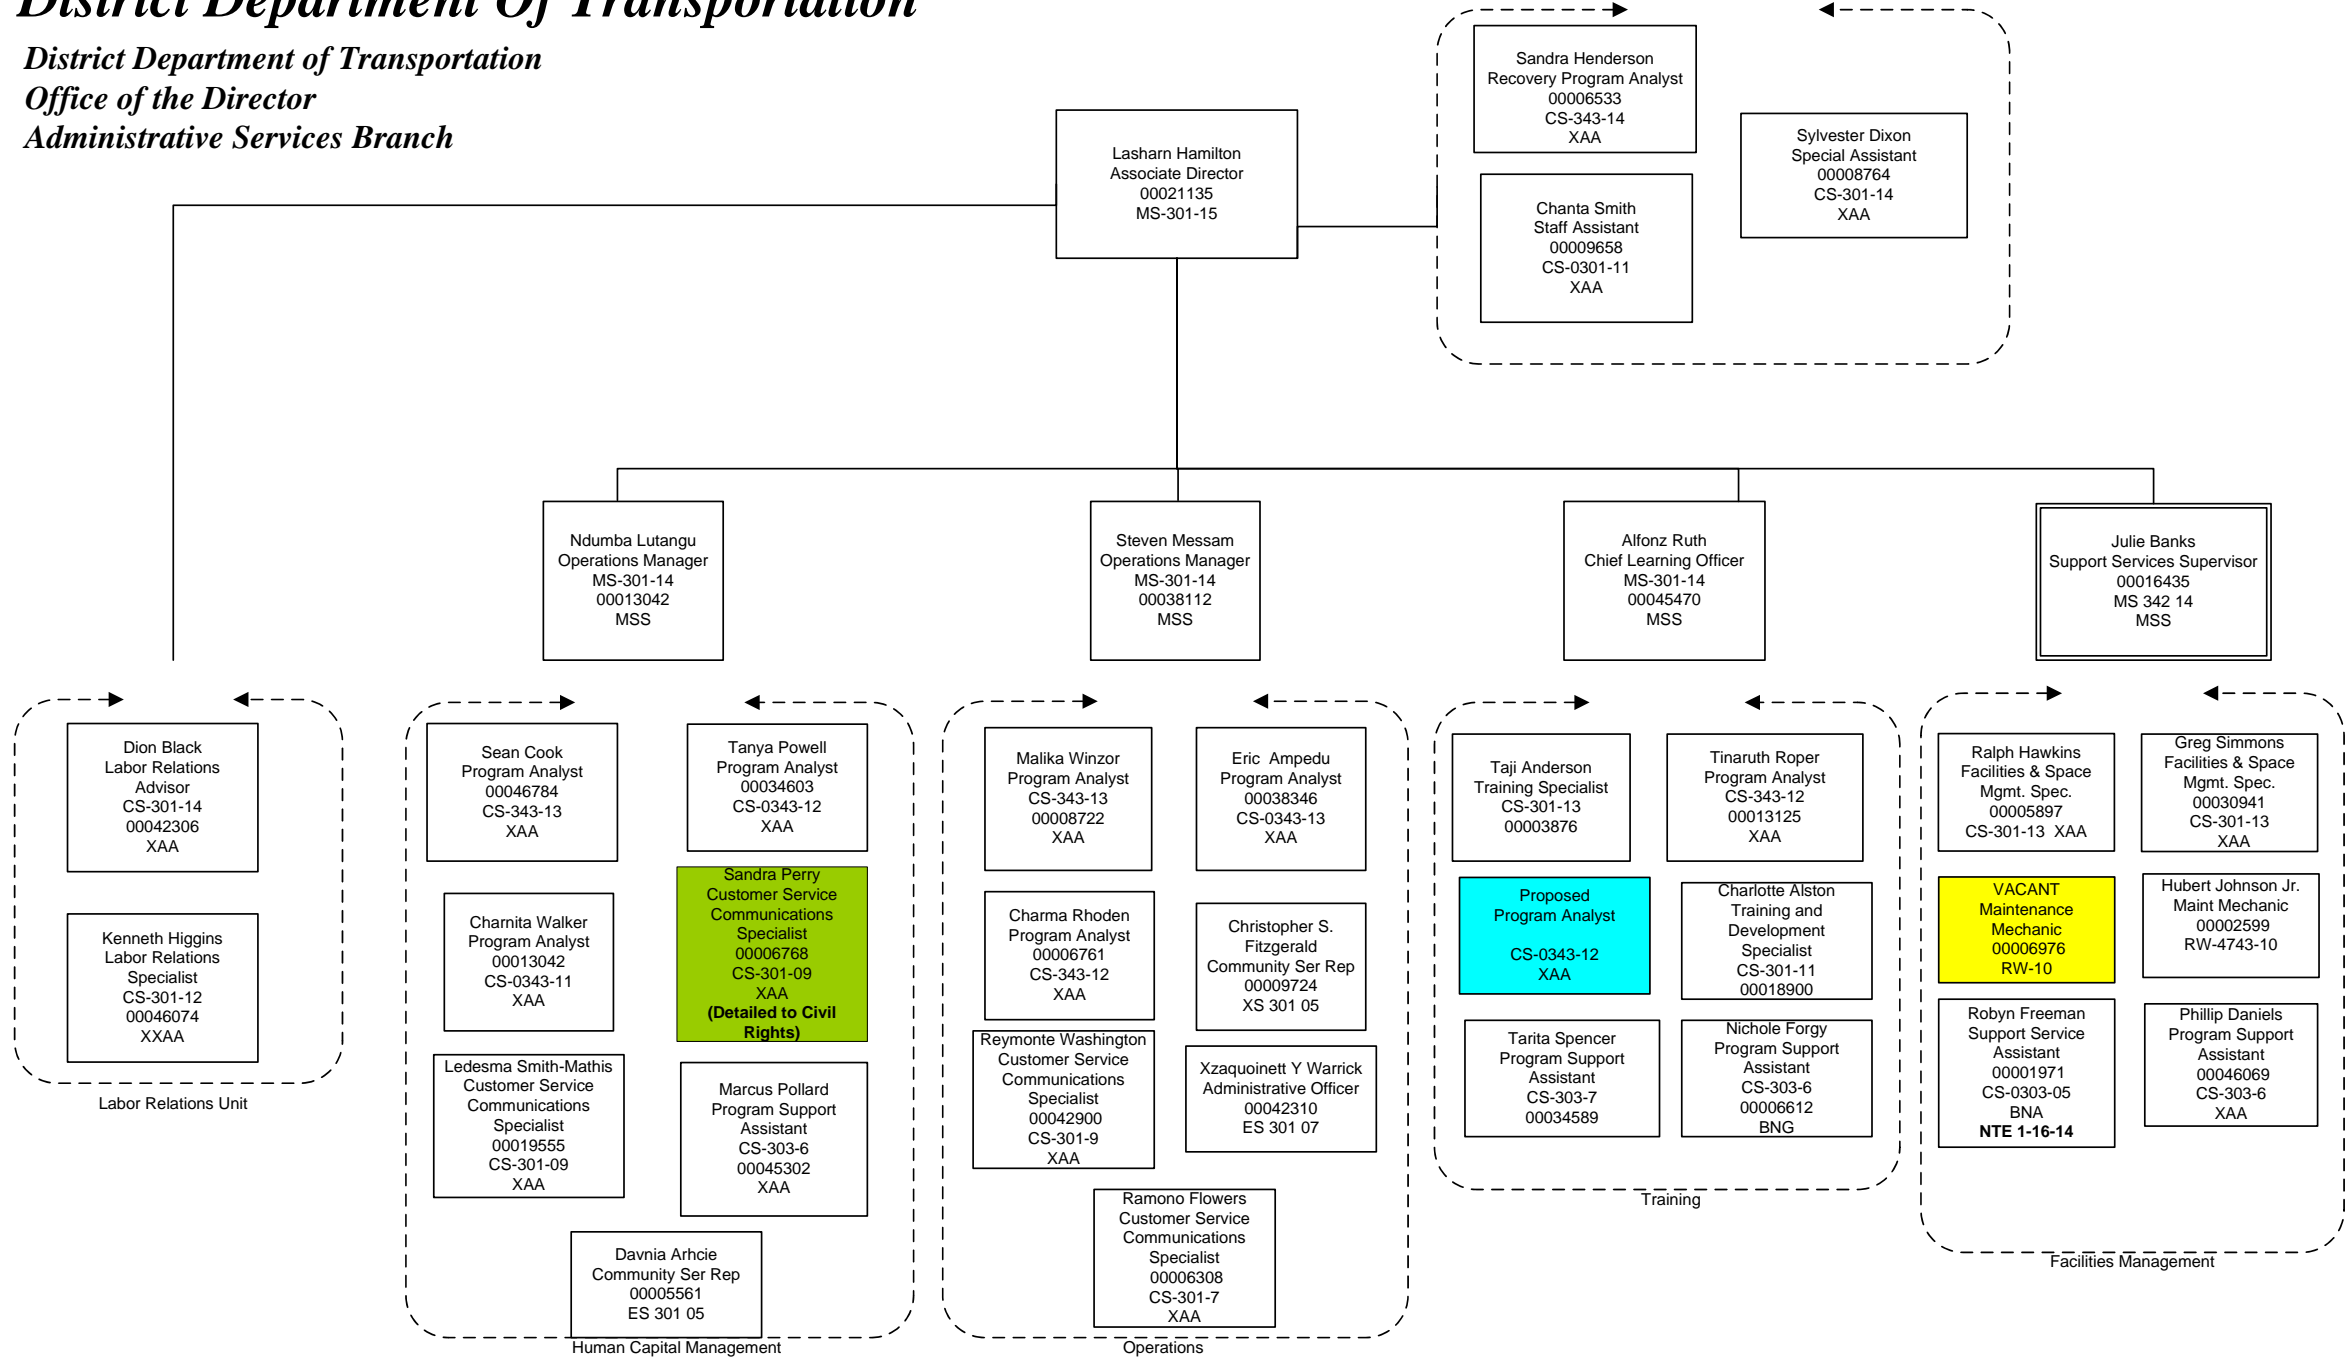 District Department Of Transportation
District Department of Transportation
Office of the Director
Administrative Services Branch
Sandra Henderson
Recovery Program Analyst
00006533
CS-343-14
XAA
Sylvester Dixon
Special Assistant
00008764
CS-301-14
XAA
Chanta Smith
Staff Assistant
00009658
CS-0301-11
XAA
Lasharn Hamilton
Associate Director
00021135
MS-301-15
Ndumba Lutangu
Operations Manager
MS-301-14
00013042
MSS
Steven Messam
Operations Manager
MS-301-14
00038112
MSS
Alfonz Ruth
Chief Learning Officer
MS-301-14
00045470
MSS
Julie Banks
Support Services Supervisor
00016435
MS 342 14
MSS
Dion Black
Labor Relations
Advisor
CS-301-14
00042306
XAA
Kenneth Higgins
Labor Relations
Specialist
CS-301-12
00046074
XXAA
Labor Relations Unit
Sean Cook
Program Analyst
00046784
CS-343-13
XAA
Tanya Powell
Program Analyst
00034603
CS-0343-12
XAA
Charnita Walker
Program Analyst
00013042
CS-0343-11
XAA
Sandra Perry
Customer Service
Communications
Specialist
00006768
CS-301-09
XAA
(Detailed to Civil
Rights)
Ledesma Smith-Mathis
Customer Service
Communications
Specialist
00019555
CS-301-09
XAA
Marcus Pollard
Program Support
Assistant
CS-303-6
00045302
XAA
Davnia Arhcie
Community Ser Rep
00005561
ES 301 05
Human Capital Management
Malika Winzor
Program Analyst
CS-343-13
00008722
XAA
Eric  Ampedu
Program Analyst
00038346
CS-0343-13
XAA
Charma Rhoden
Program Analyst
00006761
CS-343-12
XAA
Christopher S.
Fitzgerald
Community Ser Rep
00009724
XS 301 05
Reymonte Washington
Customer Service
Communications
Specialist
00042900
CS-301-9
XAA
Xzaquoinett Y Warrick
Administrative Officer
00042310
ES 301 07
Ramono Flowers
Customer Service
Communications
Specialist
00006308
CS-301-7
XAA
Operations
Taji Anderson
Training Specialist
CS-301-13
00003876
Tinaruth Roper
Program Analyst
CS-343-12
00013125
XAA
Proposed
Program Analyst
CS-0343-12
XAA
Charlotte Alston
Training and
Development
Specialist
CS-301-11
00018900
Tarita Spencer
Program Support
Assistant
CS-303-7
00034589
Nichole Forgy
Program Support
Assistant
CS-303-6
00006612
BNG
Training
Ralph Hawkins
Facilities & Space
Mgmt. Spec.
00005897
CS-301-13  XAA
Greg Simmons
Facilities & Space
Mgmt. Spec.
00030941
CS-301-13
XAA
VACANT
Maintenance
Mechanic
00006976
RW-10
Hubert Johnson Jr.
Maint Mechanic
00002599
RW-4743-10
Robyn Freeman
Support Service
Assistant
00001971
CS-0303-05
BNA
NTE 1-16-14
Phillip Daniels
Program Support
Assistant
00046069
CS-303-6
XAA
Facilities Management